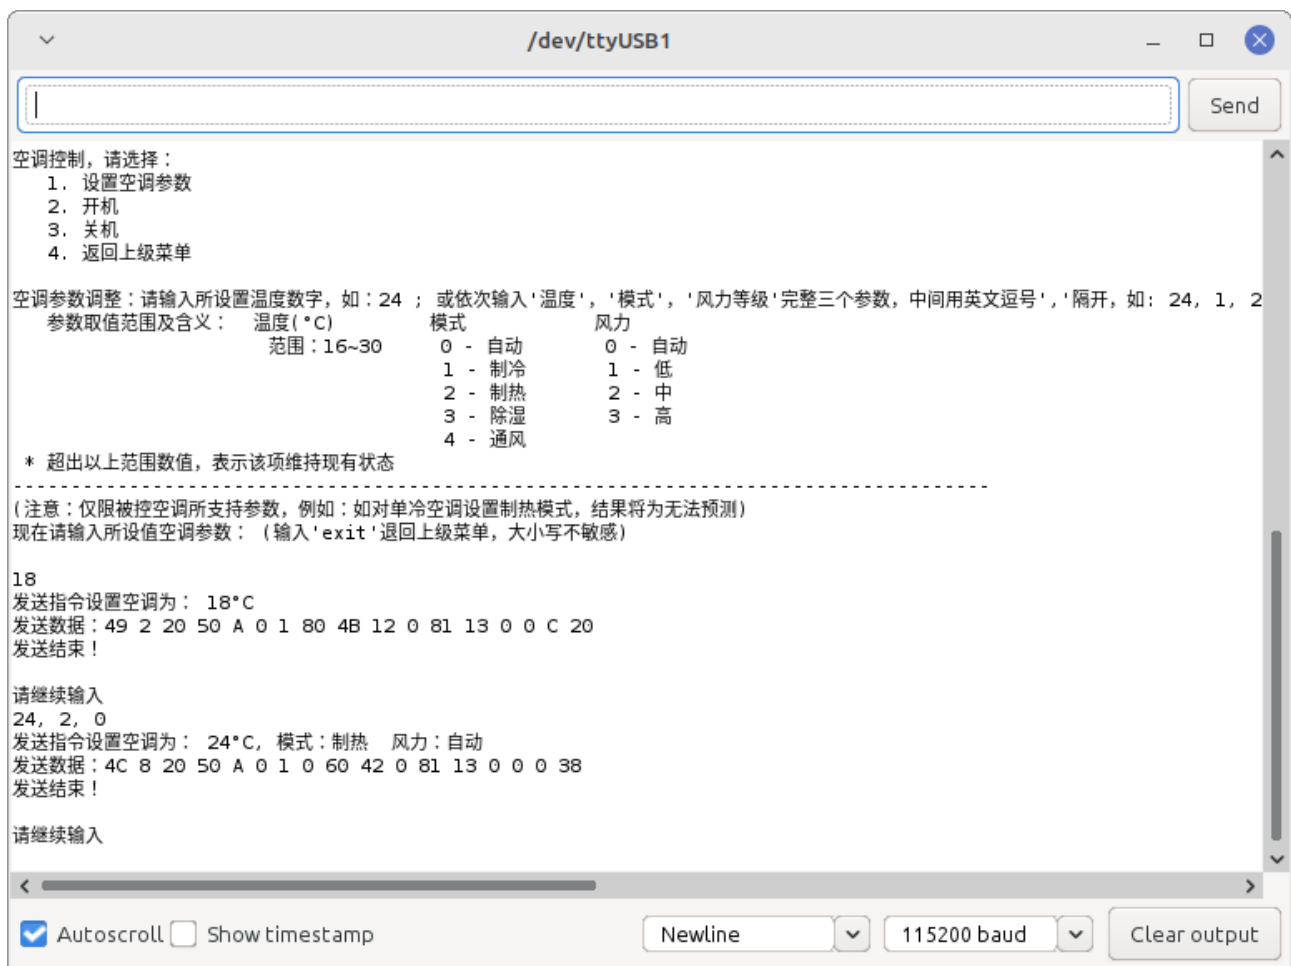 /dev/ttyUSB1
Send
空调控制，请选择：
1. 设置空调参数
2. 开机
3. 关机
4. 返回上级菜单
空调参数调整：请输入所设置温度数字，如：24 ; 或依次输入'温度'，'模式'，'风力等级'完整三个参数，中间用英文逗号','隔开，如: 24, 1, 2
参数取值范围及含义： 温度(°C) 模式 风力
范围：16~30 0 - 自动 0 - 自动
1 - 制冷 1 - 低
2 - 制热 2 - 中
3 - 除湿 3 - 高
4 - 通风
* 超出以上范围数值，表示该项维持现有状态
------------------------------------------------------------------------------------
(注意：仅限被控空调所支持参数，例如：如对单冷空调设置制热模式，结果将为无法预测)
现在请输入所设值空调参数： (输入'exit'退回上级菜单，大小写不敏感)
18
发送指令设置空调为： 18°C
发送数据：49 2 20 50 A 0 1 80 4B 12 0 81 13 0 0 C 20
发送结束！
请继续输入
24, 2, 0
发送指令设置空调为： 24°C, 模式：制热 风力：自动
发送数据：4C 8 20 50 A 0 1 0 60 42 0 81 13 0 0 0 38
发送结束！
请继续输入
Autoscroll Show timestamp Newline 115200 baud Clear output